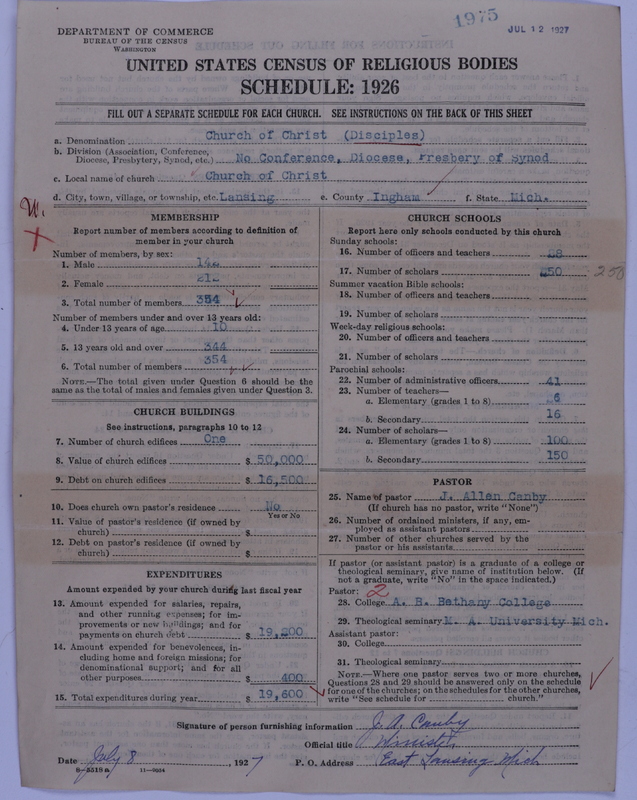 1975
JUL 12 1927
DEPARTMENT OF COMMERCE
BUREAU OF THE CENSUS
WASHINGTON
UNITED STATES CENSUS OF RELIGIOUS BODIES
SCHEDULE: 1926
FILL OUT A SEPARATE SCHEDULE FOR EACH CHURCH. SEE INSTRUCTIONS ON THE BACK OF THIS SHEET
a. Denomination Church of Christ (Disciples)
b. Division (Association, Conference, Diocese, Presbytery, Synod, etc.) No Conference, Diocese, Presbery of Synod
c. Local name of church Church of Christ
d. City, town, village, or township, etc. Lansing e. County Ingham f. State Mich.
MEMBERSHIP
Report number of members according to definition of
member in your church
Number of members, by sex:
1. Male 142
2. Female 212
3. Total number of members 354
Number of members under and over 13 years old:
4. Under 13 years of age 10
5. 13 years old and over 344
6. Total number of members 354
NOTE.—The total given under Question 6 should be
same as the total of males and females given under Question 3.
CHURCH BUILDINGS
See instructions, paragraphs 10 to 12
7. Number of church edifices One
8. Value of church edifices $ 50,000
9. Debt on church edifices $ 16,500
10. Does church own pastor's residence No
Yes or No
11. Value of pastor's residence (if owned by
church) $
12. Debt on pastor's residence (if owned by
church) $
EXPENDITURES
Amount expended by your church during last fiscal year
13. Amount expended for salaries, repairs,
and other running expenses; for im-
provements or new buildings; and for
payments on church debt $ 19,200
14. Amount expended for benevolences, in-
cluding home and foreign missions; for
denominational support; and for all
other purposes $ 400
15. Total expenditures during year $ 19,600
CHURCH SCHOOLS
Report here only schools conducted by this church
Sunday schools:
16. Number of officers and teachers
17. Number of scholars 250 250
Summer vacation Bible schools:
18. Number of officers and teachers
19. Number of scholars
Week-day religious schools:
20. Number of officers and teachers
21. Number of scholars
Parochial schools:
22. Number of administrative officers 41
23. Number of teachers—
a. Elementary (grades 1 to 8)
b. Secondary 16
24. Number of scholars—
a. Elementary (grades 1 to 8) 100
b. Secondary 150
PASTOR
25. Name of pastor J. Allen Canby
(If church has no pastor, write "None")
26. Number of ordained ministers, if any, em-
ployed as assistant pastors
27. Number of other churches served by the
pastor or his assistants
If pastor (or assistant pastor) is a graduate of a college or
theological seminary, give name of institution below. (If
not a graduate, write "No" in the space indicated.)
Pastor: 2
28. College A. B. Bethany College
29. Theological seminary M. A. University Mich.
Assistant pastor:
30. College
31. Theological seminary
NOTE.—Where one pastor serves two or more churches,
Questions 28 and 29 should be answered only on the schedule
for one of the churches; on the schedules for the other churches,
write "See schedule for church."
Signature of person furnishing information J. A. Canby
Official title Minister
Date July 8, 1927 P. O. Address East Lansing Mich
8-5519a 11-9034